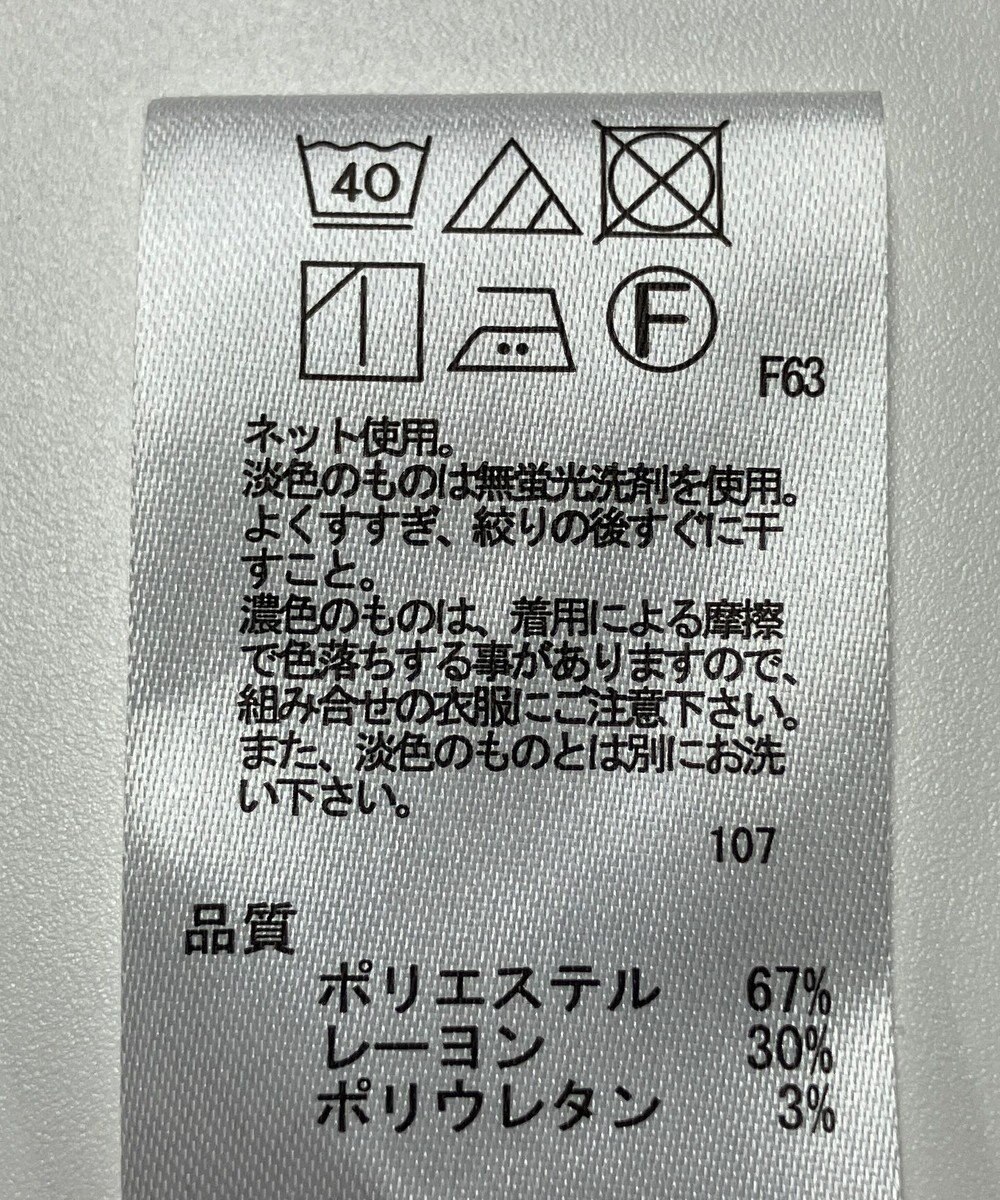 40
F
F63
ネット使用。
淡色のものは無蛍光洗剤を使用。
よくすすぎ、絞りの後すぐに干
すこと。
濃色のものは、着用による摩擦
で色落ちする事がありますので、
組み合せの衣服にご注意下さい。
また、淡色のものとは別にお洗
い下さい。
107
品質
ポリエステル 67%
レーヨン 30%
ポリウレタン 3%